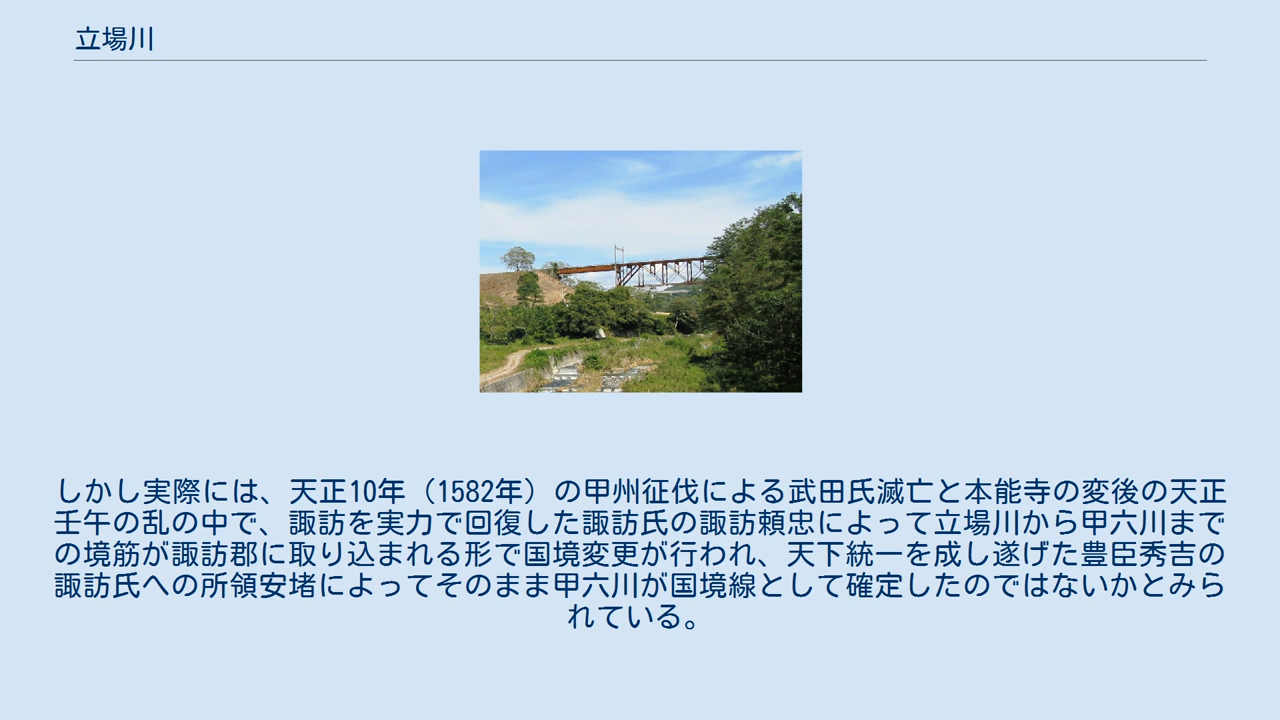 立場川
しかし実際には、天正10年（1582年）の甲州征伐による武田氏滅亡と本能寺の変後の天正
壬午の乱の中で、諏訪を実力で回復した諏訪氏の諏訪頼忠によって立場川から甲六川まで
の境筋が諏訪郡に取り込まれる形で国境変更が行われ、天下統一を成し遂げた豊臣秀吉の
諏訪氏への所領安堵によってそのまま甲六川が国境線として確定したのではないかとみら
れている。